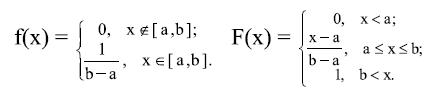 f(x) = { 0, x ∉ [a,b]; 1/(b−a), x ∈ [a,b].
F(x) = { 0, x < a; (x−a)/(b−a), a ≤ x ≤ b; 1, b < x.